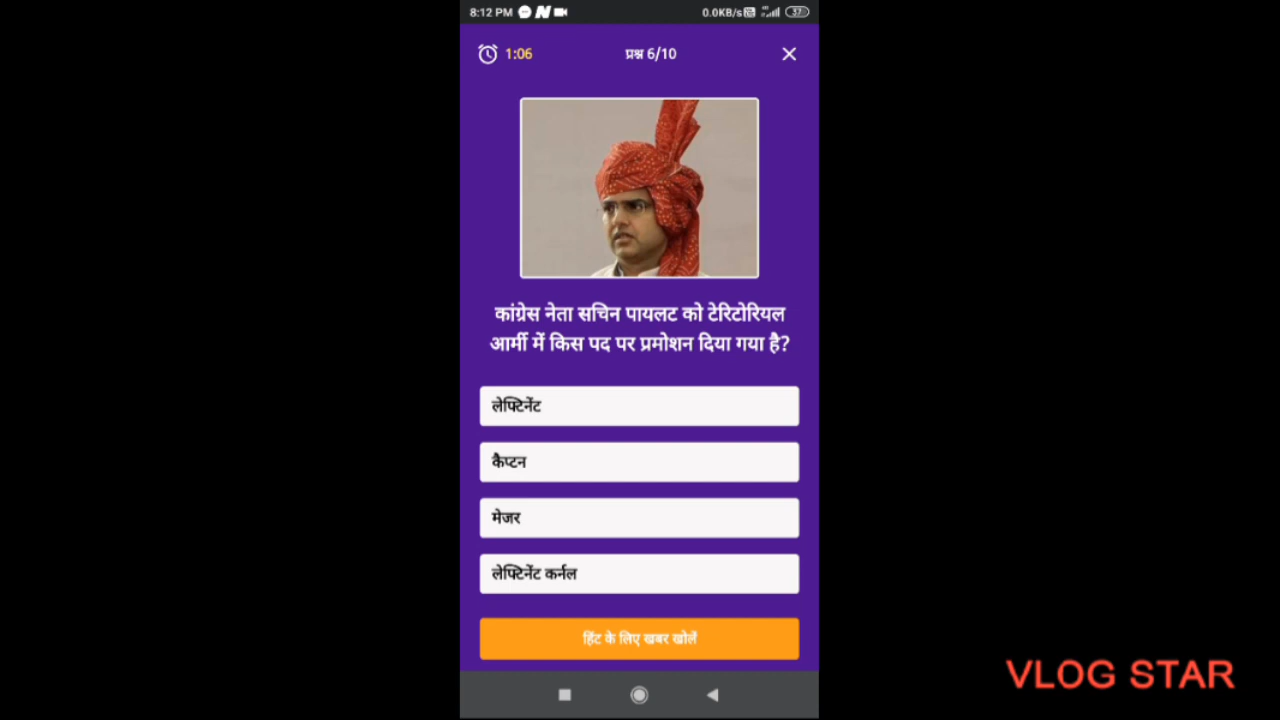 8:12 PM 0.0KB/s 37
1:06 प्रश्न 6/10
कांग्रेस नेता सचिन पायलट को टेरिटोरियल
आर्मी में किस पद पर प्रमोशन दिया गया है?
लेफ्टिनेंट
कैप्टन
मेजर
लेफ्टिनेंट कर्नल
हिंट के लिए खबर खोलें
VLOG STAR